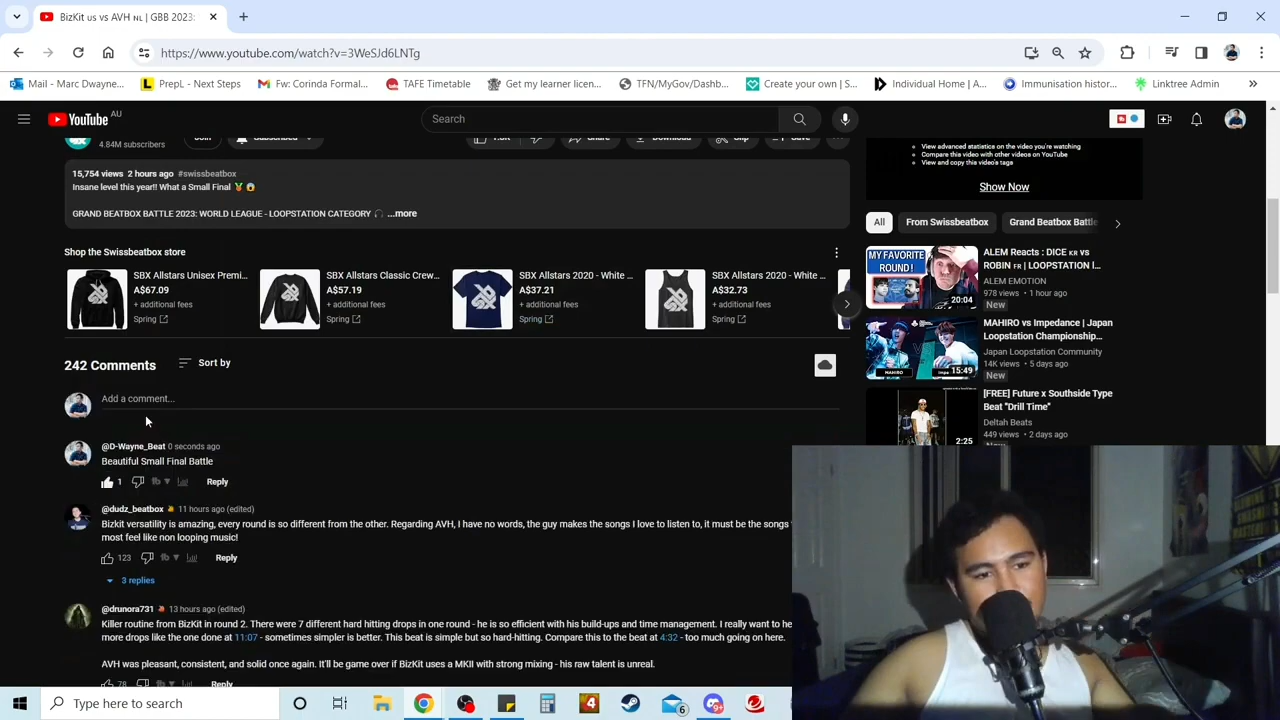 BizKit US vs AVH NL | GBB 2023:
https://www.youtube.com/watch?v=3WeSJd6LNTg
Mail - Marc Dwayne...
PrepL - Next Steps
Fw: Corinda Formal...
TAFE Timetable
Get my learner licen...
TFN/MyGov/Dashb...
Create your own | S...
Individual Home | A...
Immunisation histor...
Linktree Admin
YouTube AU
Search
4.84M subscribers
Join
Subscribed
Share
Download
Clip
Save
15,754 views 2 hours ago #swissbeatbox
Insane level this year!! What a Small Final 🥉 😱
GRAND BEATBOX BATTLE 2023: WORLD LEAGUE - LOOPSTATION CATEGORY 🎧 ...more
Shop the Swissbeatbox store
SBX Allstars Unisex Premi...
A$67.09
+ additional fees
Spring
SBX Allstars Classic Crew...
A$57.19
+ additional fees
Spring
SBX Allstars 2020 - White ...
A$37.21
+ additional fees
Spring
SBX Allstars 2020 - White ...
A$32.73
+ additional fees
Spring
242 Comments
Sort by
Add a comment...
@D-Wayne_Beat 0 seconds ago
Beautiful Small Final Battle
1
Reply
@dudz_beatbox 11 hours ago (edited)
Bizkit versatility is amazing, every round is so different from the other. Regarding AVH, I have no words, the guy makes the songs I love to listen to, it must be the songs
most feel like non looping music!
123
Reply
3 replies
@drunora731 13 hours ago (edited)
Killer routine from BizKit in round 2. There were 7 different hard hitting drops in one round - he is so efficient with his build-ups and time management. I really want to he
more drops like the one done at 11:07 - sometimes simpler is better. This beat is simple but so hard-hitting. Compare this to the beat at 4:32 - too much going on here.
AVH was pleasant, consistent, and solid once again. It'll be game over if BizKit uses a MKII with strong mixing - his raw talent is unreal.
78
Reply
• View advanced statistics on the video you're watching
• Compare this video with other videos on YouTube
• View and copy this video's tags
Show Now
All
From Swissbeatbox
Grand Beatbox Battle
MY FAVORITE
ROUND!
20:04
ALEM Reacts : DICE KR vs
ROBIN FR | LOOPSTATION I...
ALEM EMOTION
978 views • 1 hour ago
New
MAHIRO
Impe
15:49
MAHIRO vs Impedance | Japan
Loopstation Championship...
Japan Loopstation Community
14K views • 5 days ago
New
2:25
[FREE] Future x Southside Type
Beat "Drill Time"
Deltah Beats
449 views • 2 days ago
Type here to search
4
6
9+